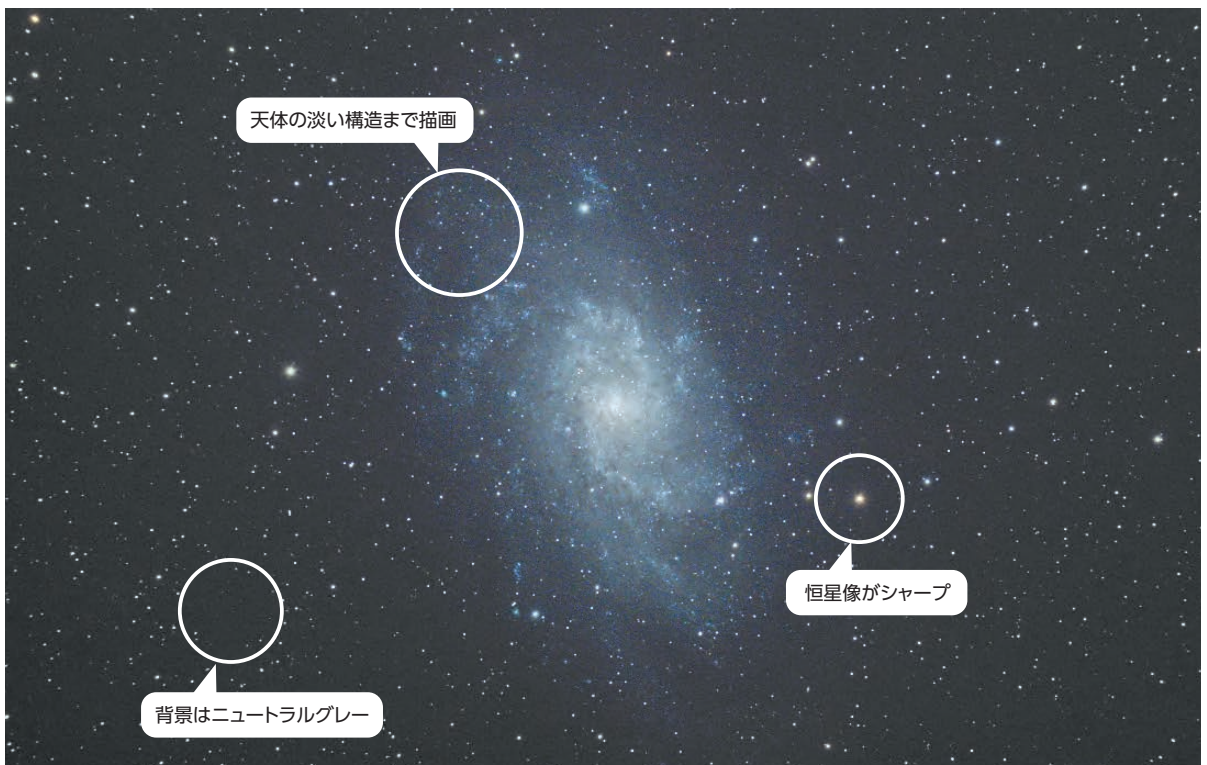 天体の淡い構造まで描画
恒星像がシャープ
背景はニュートラルグレー